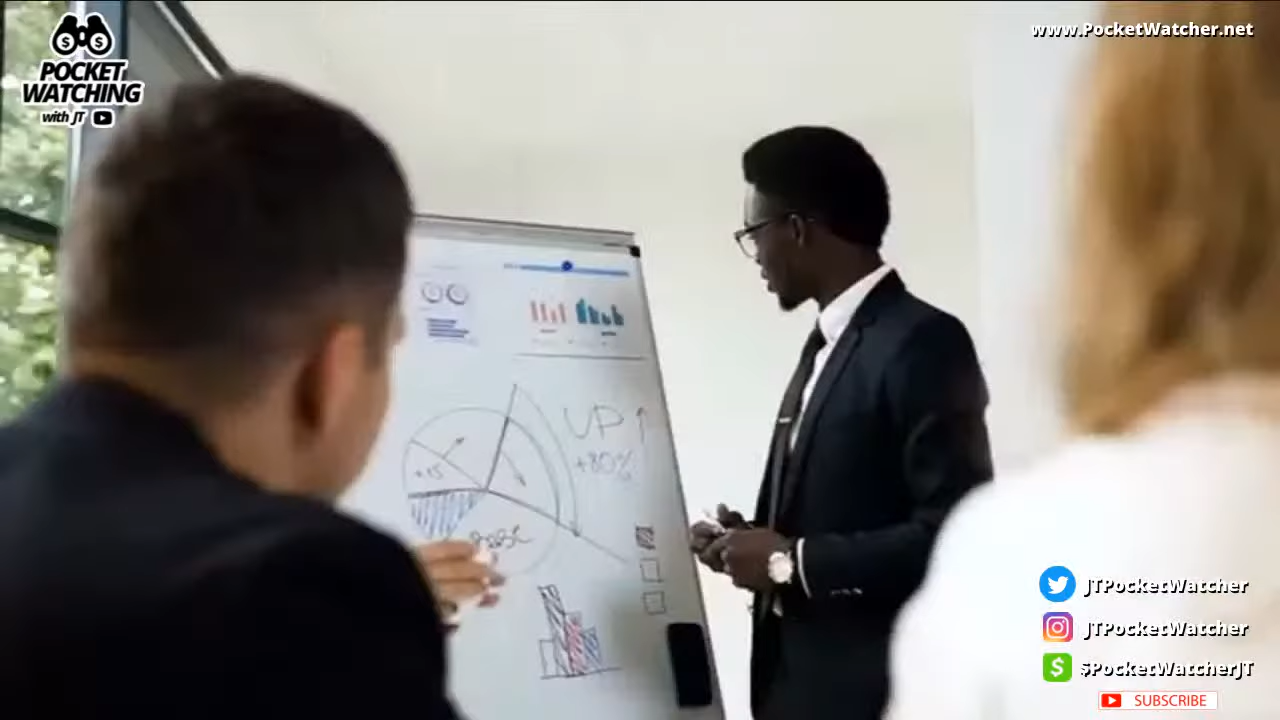 POCKET
WATCHING
with JT
www.PocketWatcher.net
UP
+80%
+15
JTPocketWatcher
JTPocketWatcher
$PocketWatcherJT
SUBSCRIBE